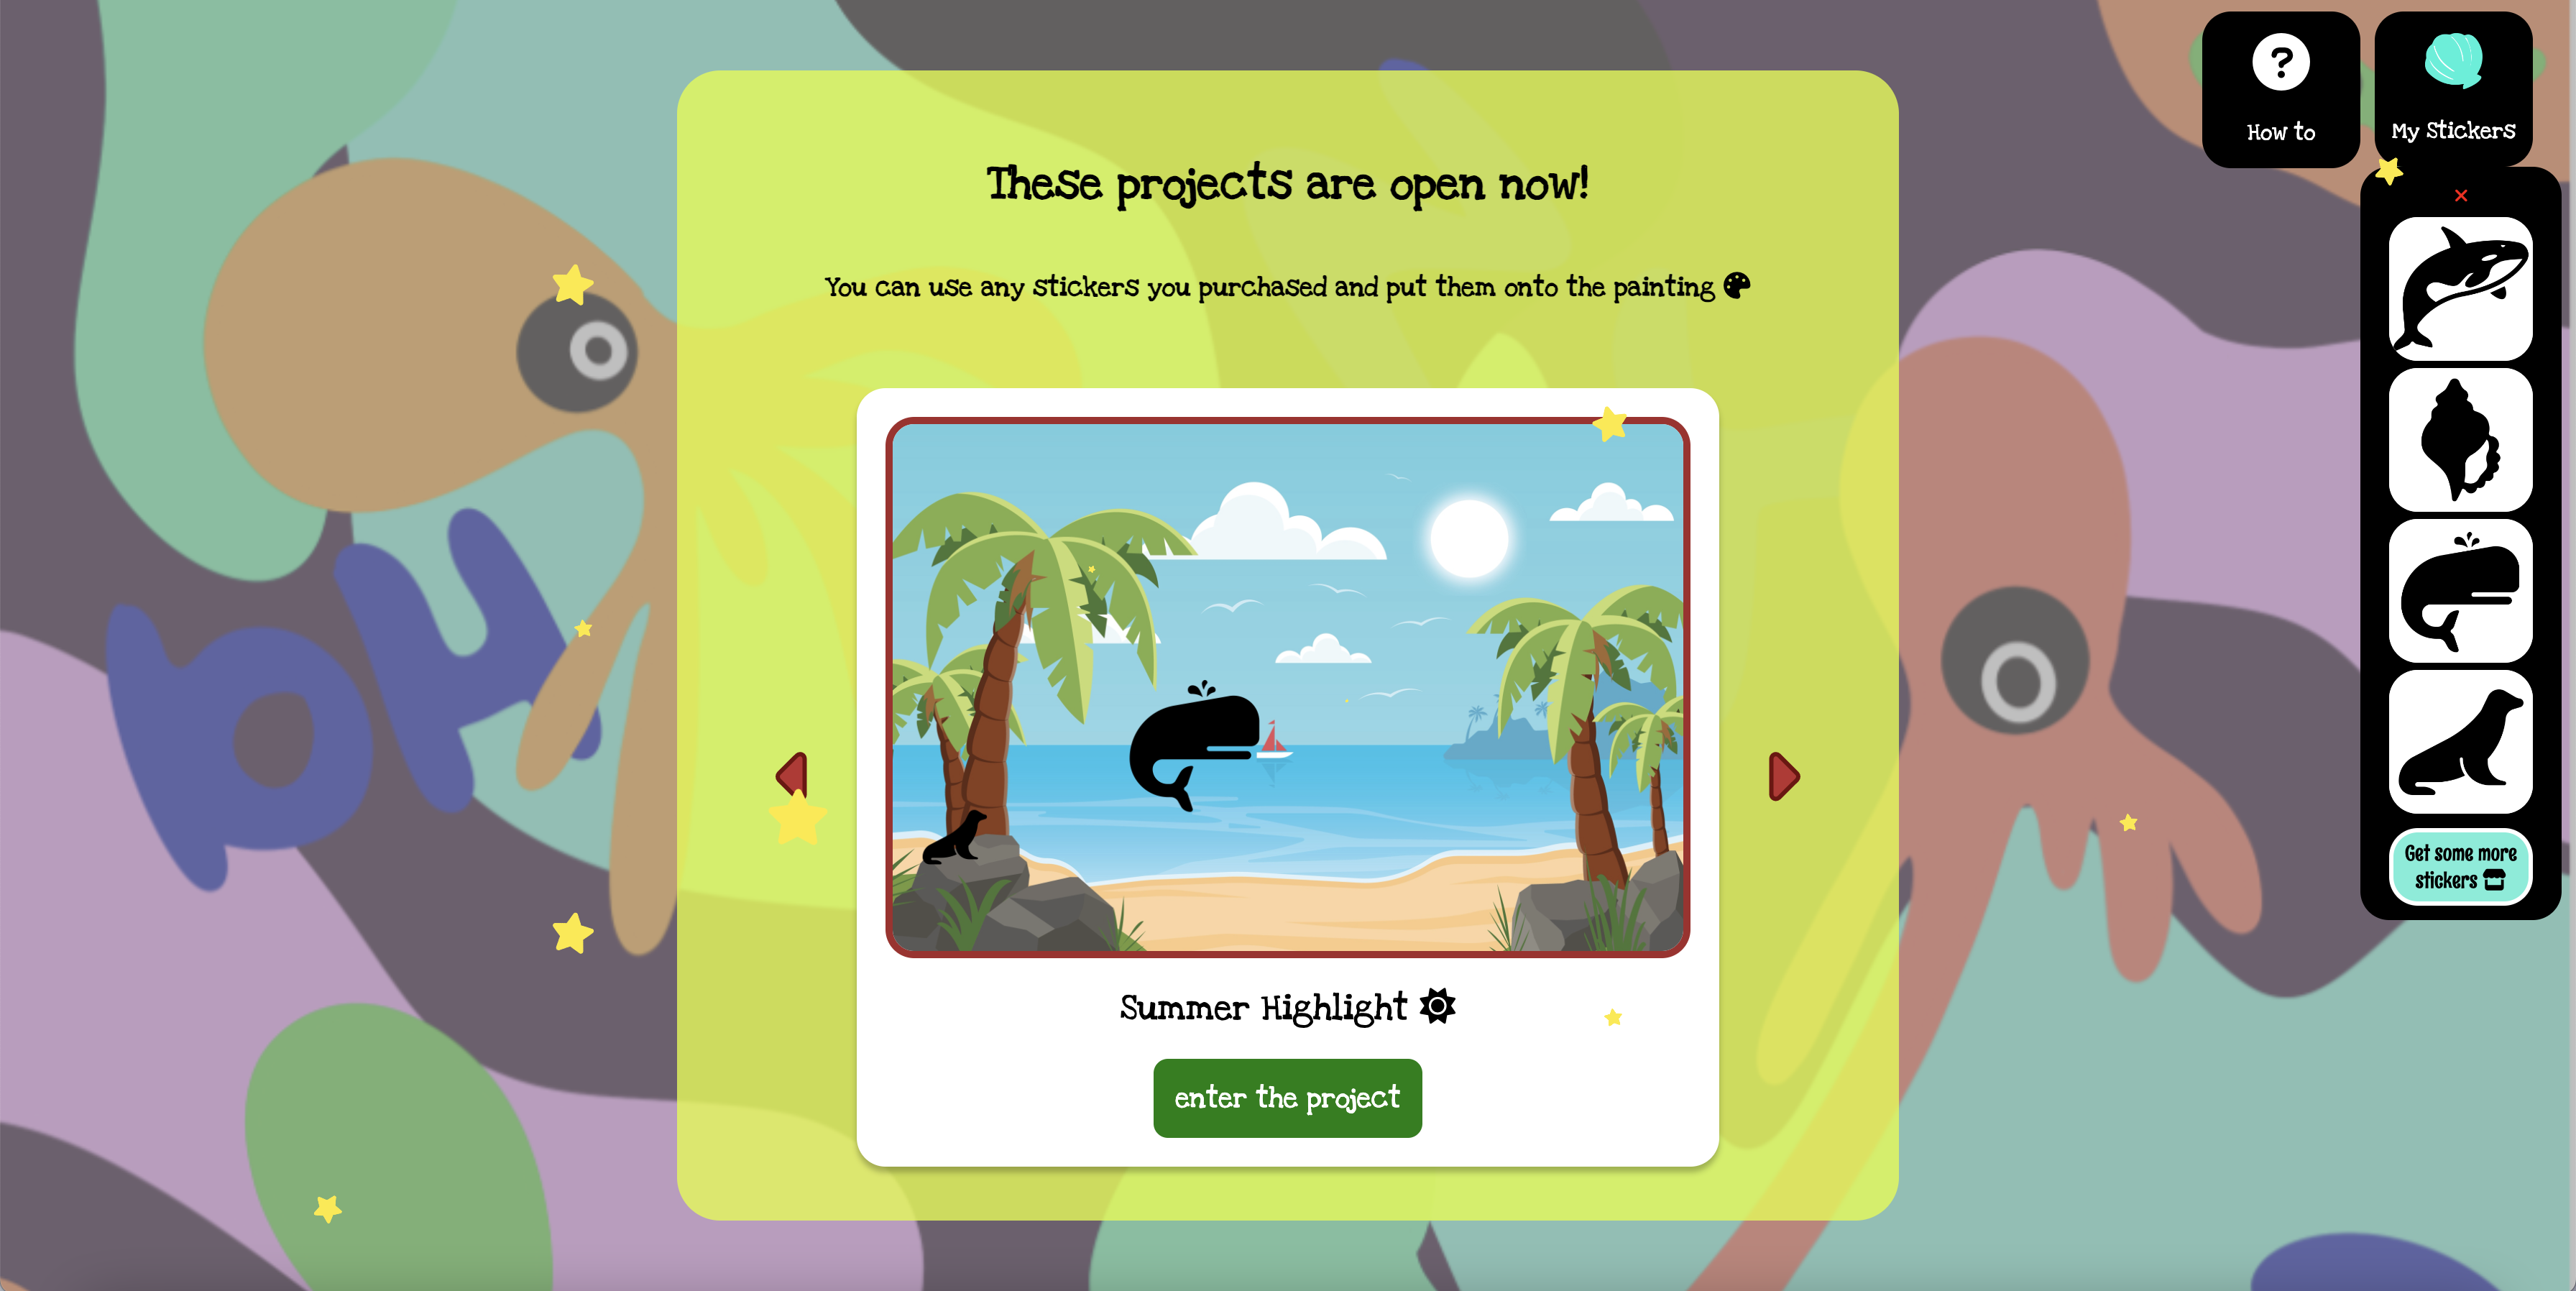 How to
My Stickers
These projects are open now!
You can use any stickers you purchased and put them onto the painting
Summer Highlight
enter the project
Get some more
stickers